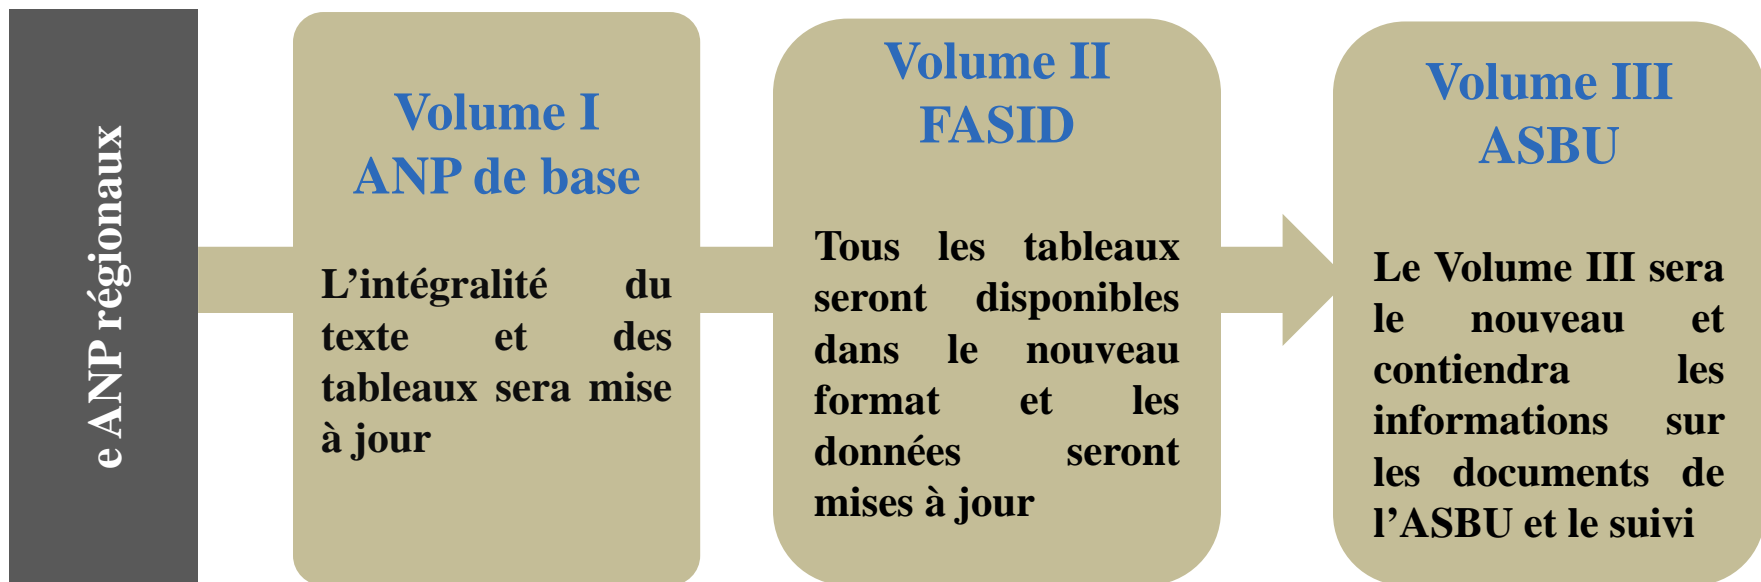 e ANP régionaux
Volume I
ANP de base
L’intégralité du
texte et des
tableaux sera mise
à jour
Volume II
FASID
Tous les tableaux
seront disponibles
dans le nouveau
format et les
données seront
mises à jour
Volume III
ASBU
Le Volume III sera
le nouveau et
contiendra les
informations sur
les documents de
l’ASBU et le suivi